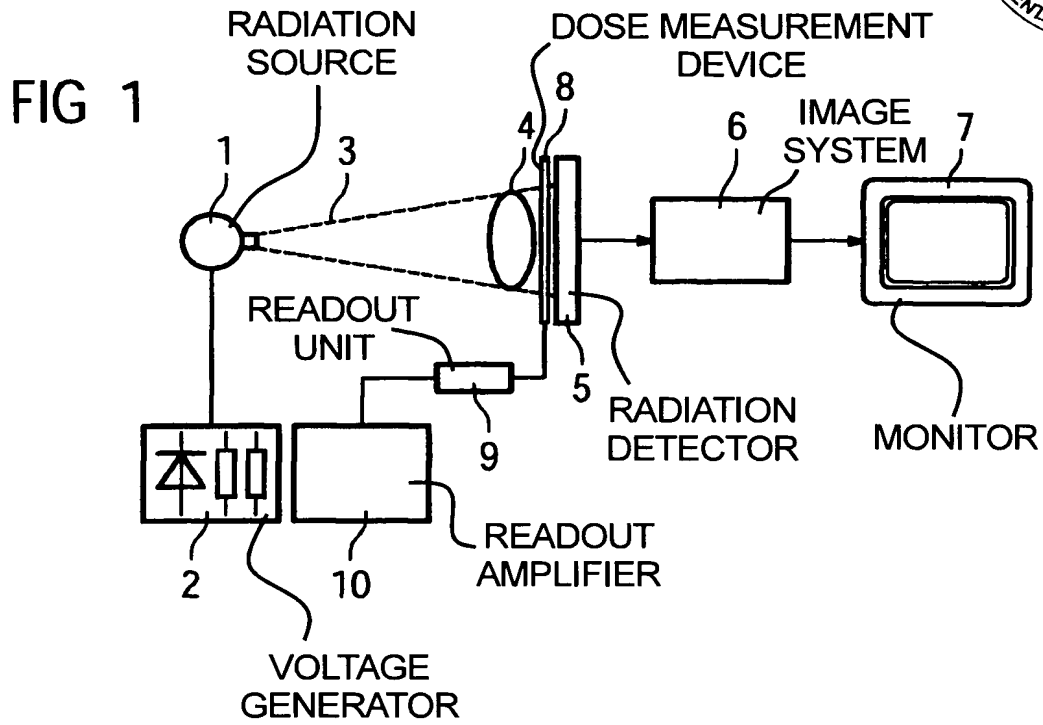 FIG 1
RADIATION
SOURCE
DOSE MEASUREMENT
DEVICE
IMAGE
SYSTEM
1
3
4
8
6
7
READOUT
UNIT
9
5
RADIATION
DETECTOR
MONITOR
2
10
READOUT
AMPLIFIER
VOLTAGE
GENERATOR